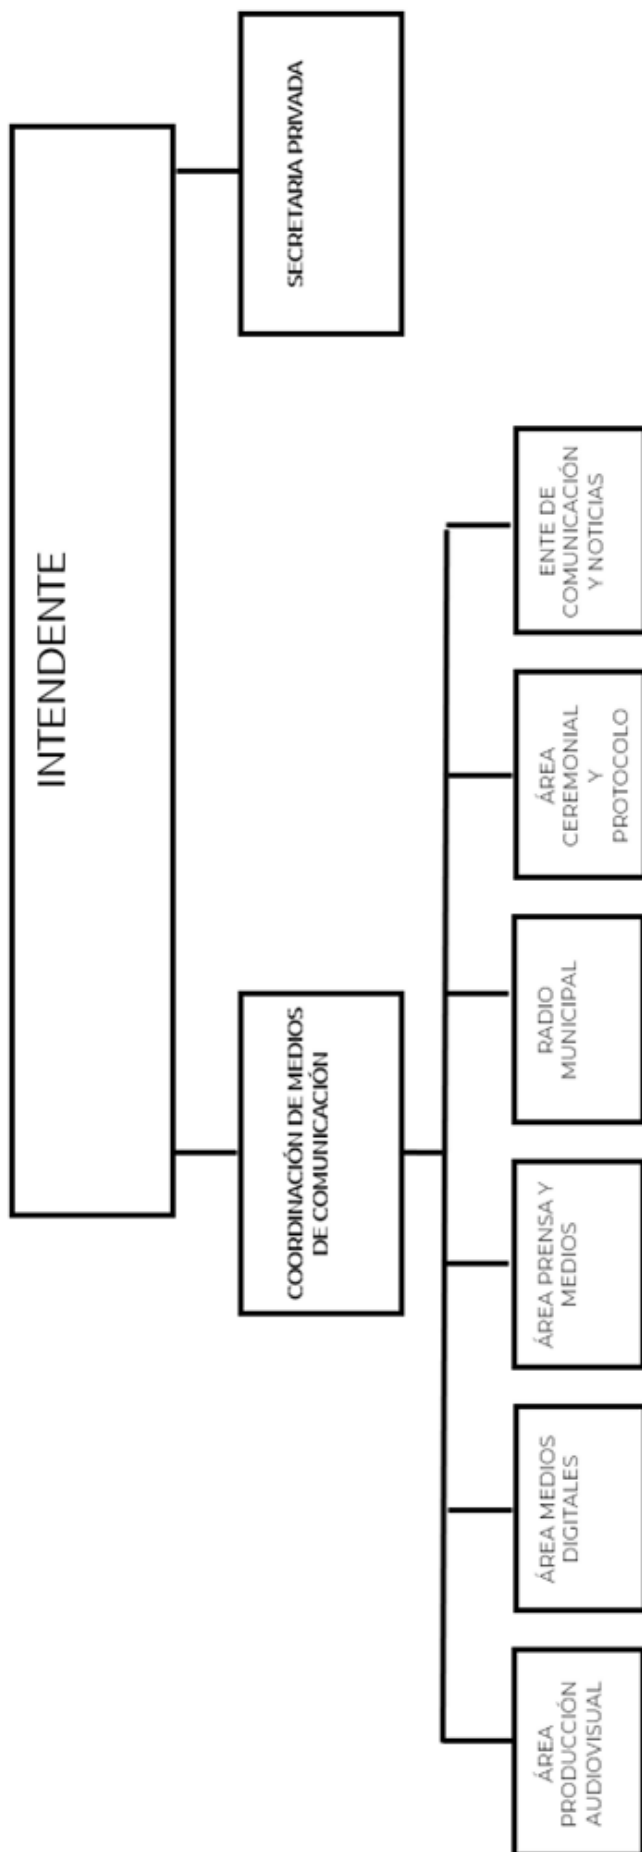 INTENDENTE
COORDINACIÓN DE MEDIOS
DE COMUNICACIÓN
SECRETARIA PRIVADA
ÁREA
PRODUCCIÓN
AUDIOVISUAL
ÁREA MEDIOS
DIGITALES
ÁREA PRENSA Y
MEDIOS
RADIO
MUNICIPAL
ÁREA
CEREMONIAL
Y
PROTOCOLO
ENTE DE
COMUNICACIÓN
Y NOTICIAS